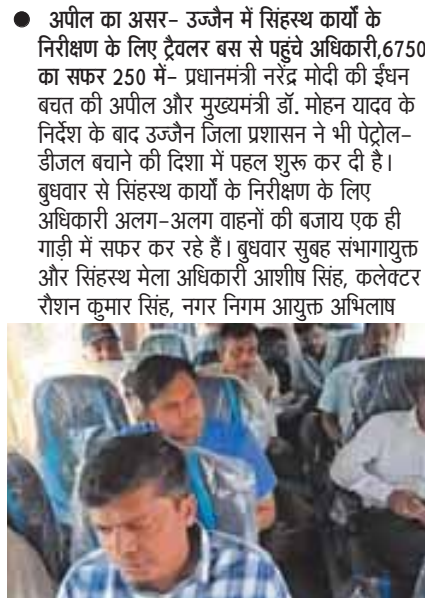 ● अपील का असर- उज्जैन में सिंहस्थ कार्यों के
निरीक्षण के लिए ट्रैवलर बस से पहुंचे अधिकारी,6750
का सफर 250 में- प्रधानमंत्री नरेंद्र मोदी की ईंधन
बचत की अपील और मुख्यमंत्री डॉ. मोहन यादव के
निर्देश के बाद उज्जैन जिला प्रशासन ने भी पेट्रोल-
डीजल बचाने की दिशा में पहल शुरू कर दी है।
बुधवार से सिंहस्थ कार्यों के निरीक्षण के लिए
अधिकारी अलग-अलग वाहनों की बजाय एक ही
गाड़ी में सफर कर रहे हैं। बुधवार सुबह संभागायुक्त
और सिंहस्थ मेला अधिकारी आशीष सिंह, कलेक्टर
रौशन कुमार सिंह, नगर निगम आयुक्त अभिलाष